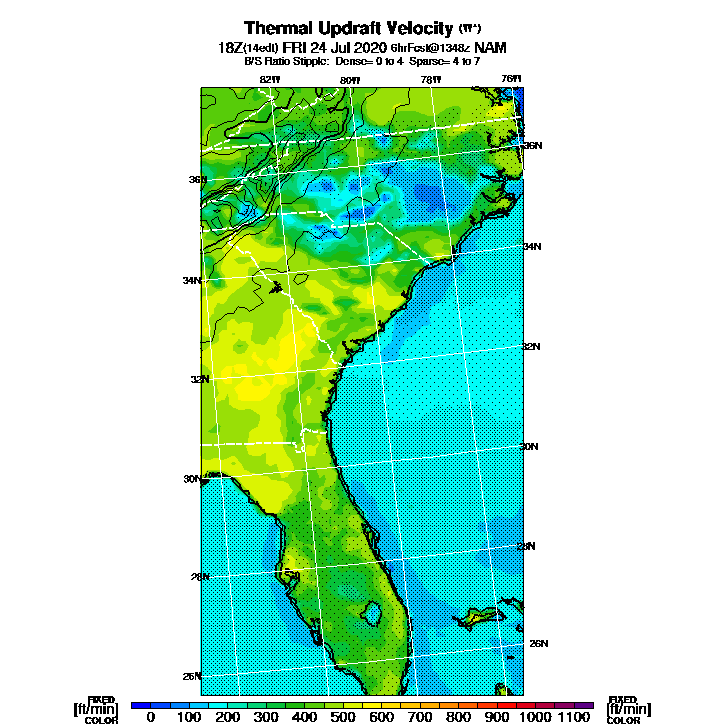 Thermal Updraft Velocity (W*)
18Z(14edt) FRI 24 Jul 2020 6hrFcst@1348z NAM
B/S Ratio Stipple: Dense= 0 to 4 Sparse= 4 to 7
82W 80W 78W 76W
36N
36N
34N
34N
32N
32N
30N
30N
28N
28N
26N
26N
FIXED
[ft/min]
COLOR
0 100 200 300 400 500 600 700 800 900 1000 1100
FIXED
[ft/min]
COLOR